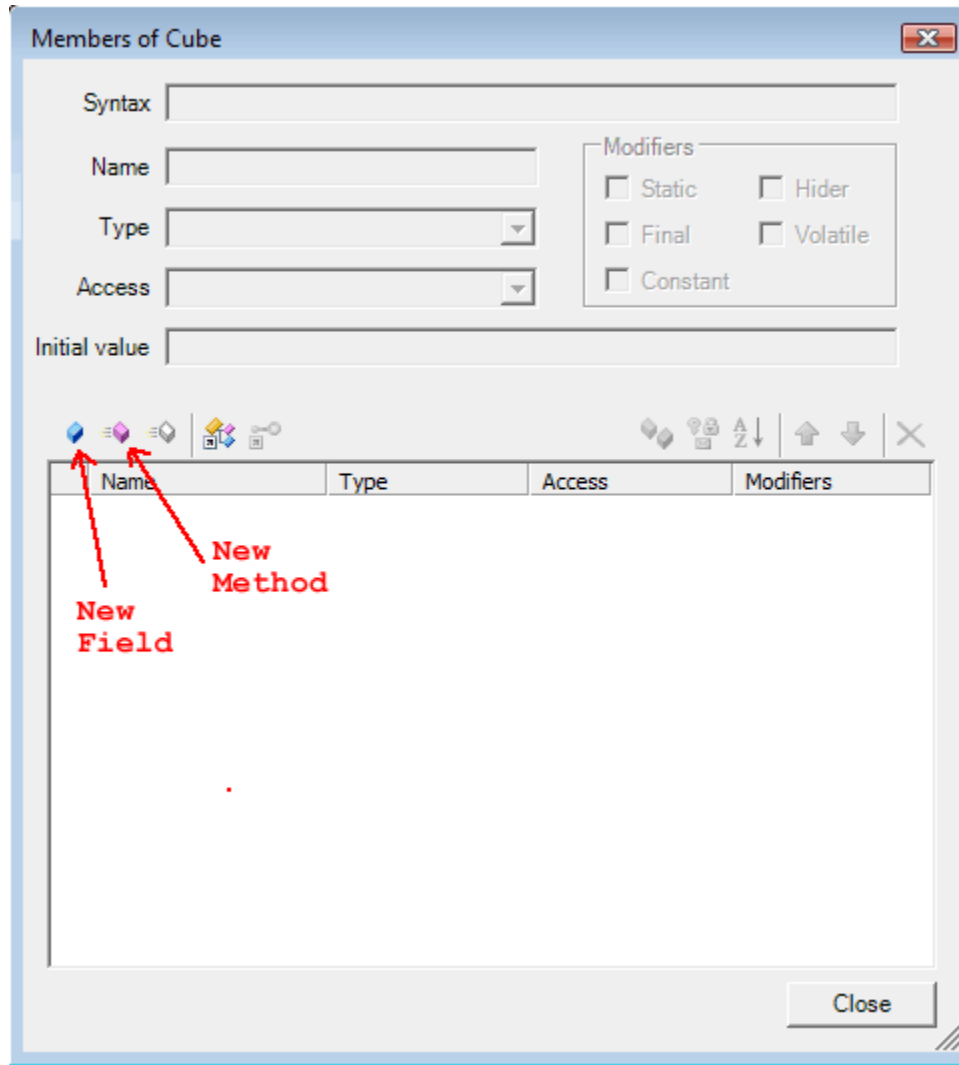 Members of Cube
Syntax
Name
Type
Access
Initial value
Modifiers
Static
Hider
Final
Volatile
Constant
A
Z
Name Type Access Modifiers
New
Method
New
Field
Close